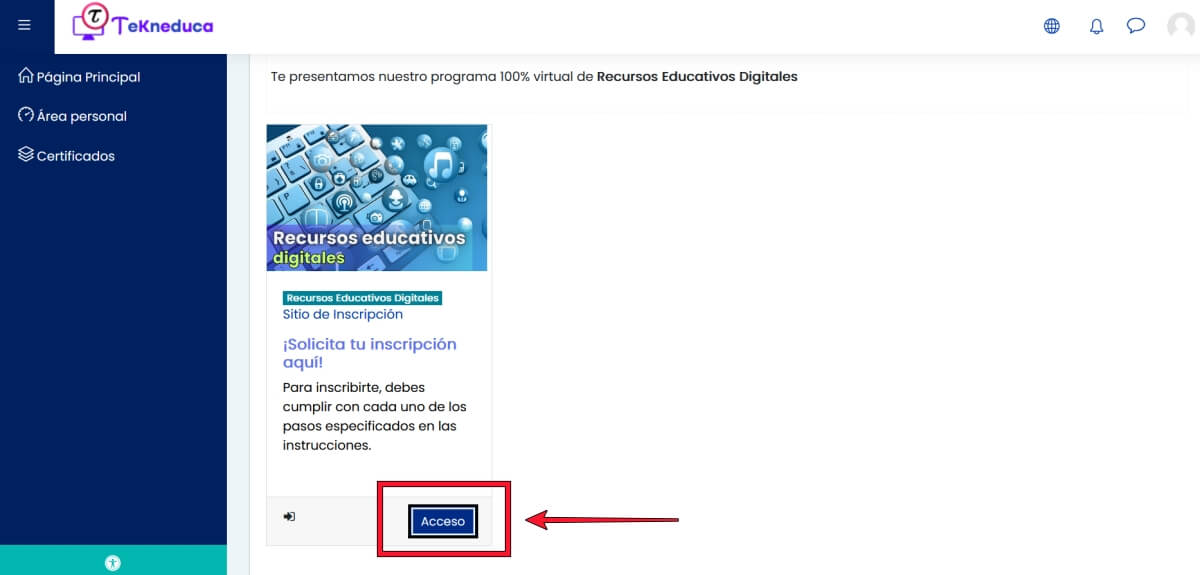 TeKneduca
Página Principal
Área personal
Certificados
Te presentamos nuestro programa 100% virtual de Recursos Educativos Digitales
Recursos educativos
digitales
Recursos Educativos Digitales
Sitio de Inscripción
¡Solicita tu inscripción
aquí!
Para inscribirte, debes
cumplir con cada uno de los
pasos especificados en las
instrucciones.
Acceso